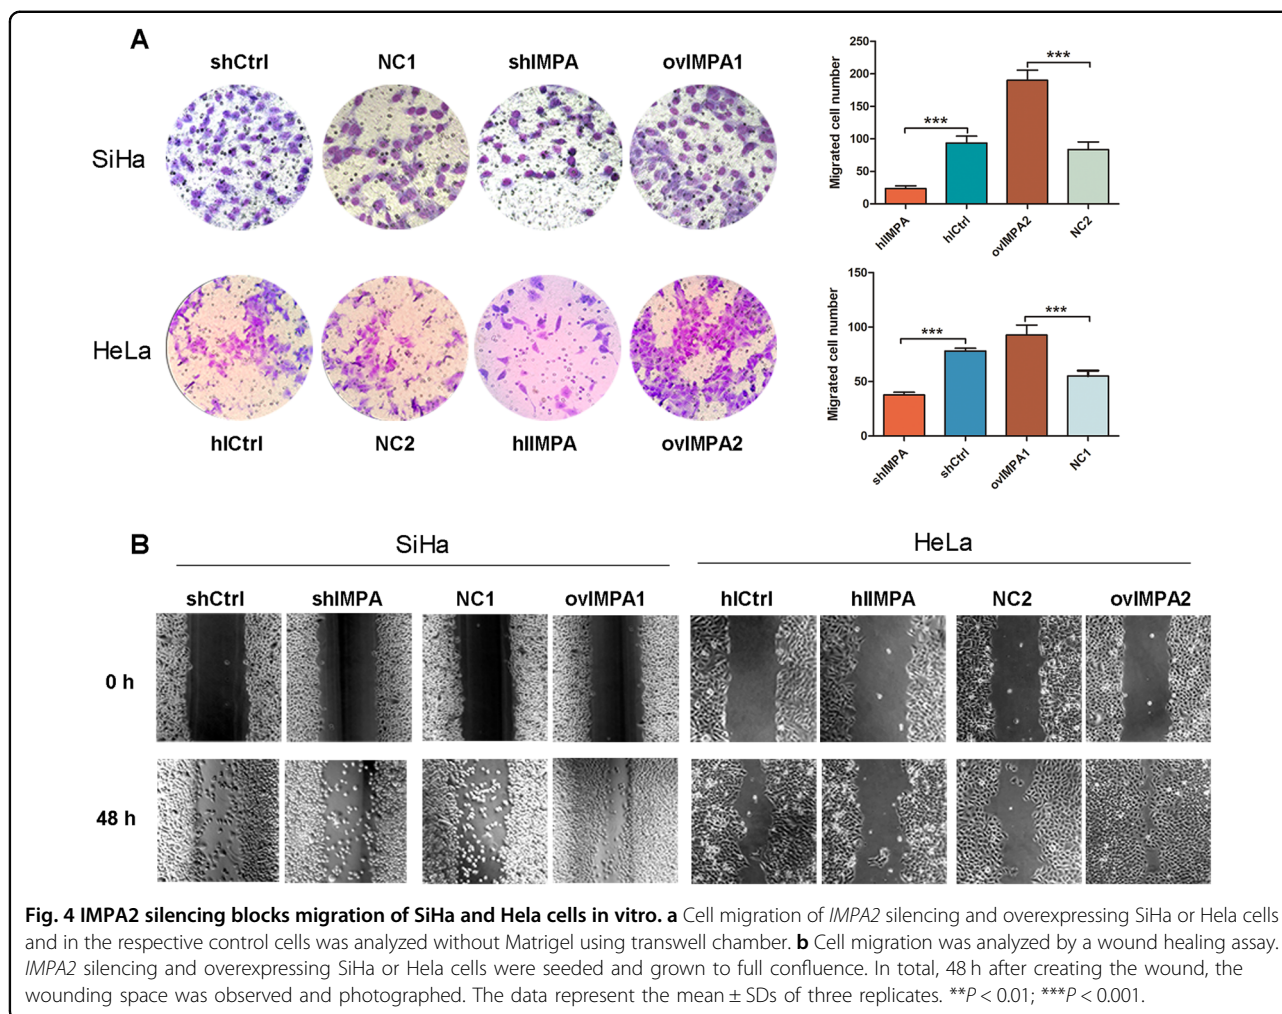 A
shCtrl NC1 shIMPA ovIMPA1
SiHa
HeLa
hICtrl NC2 hIIMPA ovIMPA2
Migrated cell number
250
200
150
100
50
0
***
***
hIIMPA hICtrl ovIMPA2 NC2
Migrated cell number
150
100
50
0
***
***
shIMPA shCtrl ovIMPA1 NC1
B
SiHa HeLa
shCtrl shIMPA NC1 ovIMPA1 hICtrl hIIMPA NC2 ovIMPA2
0 h
48 h
Fig. 4 IMPA2 silencing blocks migration of SiHa and Hela cells in vitro. a Cell migration of IMPA2 silencing and overexpressing SiHa or Hela cells
and in the respective control cells was analyzed without Matrigel using transwell chamber. b Cell migration was analyzed by a wound healing assay.
IMPA2 silencing and overexpressing SiHa or Hela cells were seeded and grown to full confluence. In total, 48 h after creating the wound, the
wounding space was observed and photographed. The data represent the mean ± SDs of three replicates. **P < 0.01; ***P < 0.001.